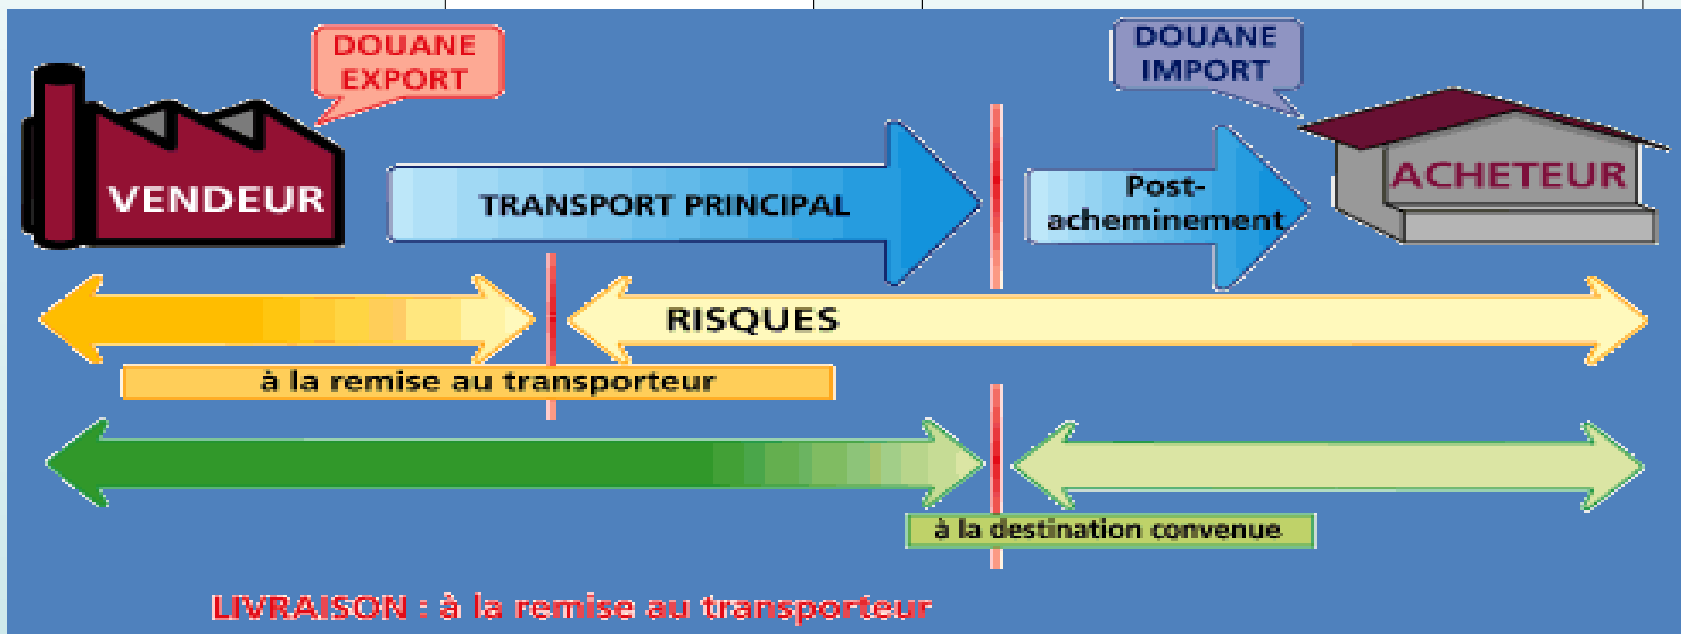 DOUANE
EXPORT
DOUANE
IMPORT
VENDEUR
TRANSPORT PRINCIPAL
Post-
acheminement
ACHETEUR
RISQUES
à la remise au transporteur
à la destination convenue
LIVRAISON : à la remise au transporteur